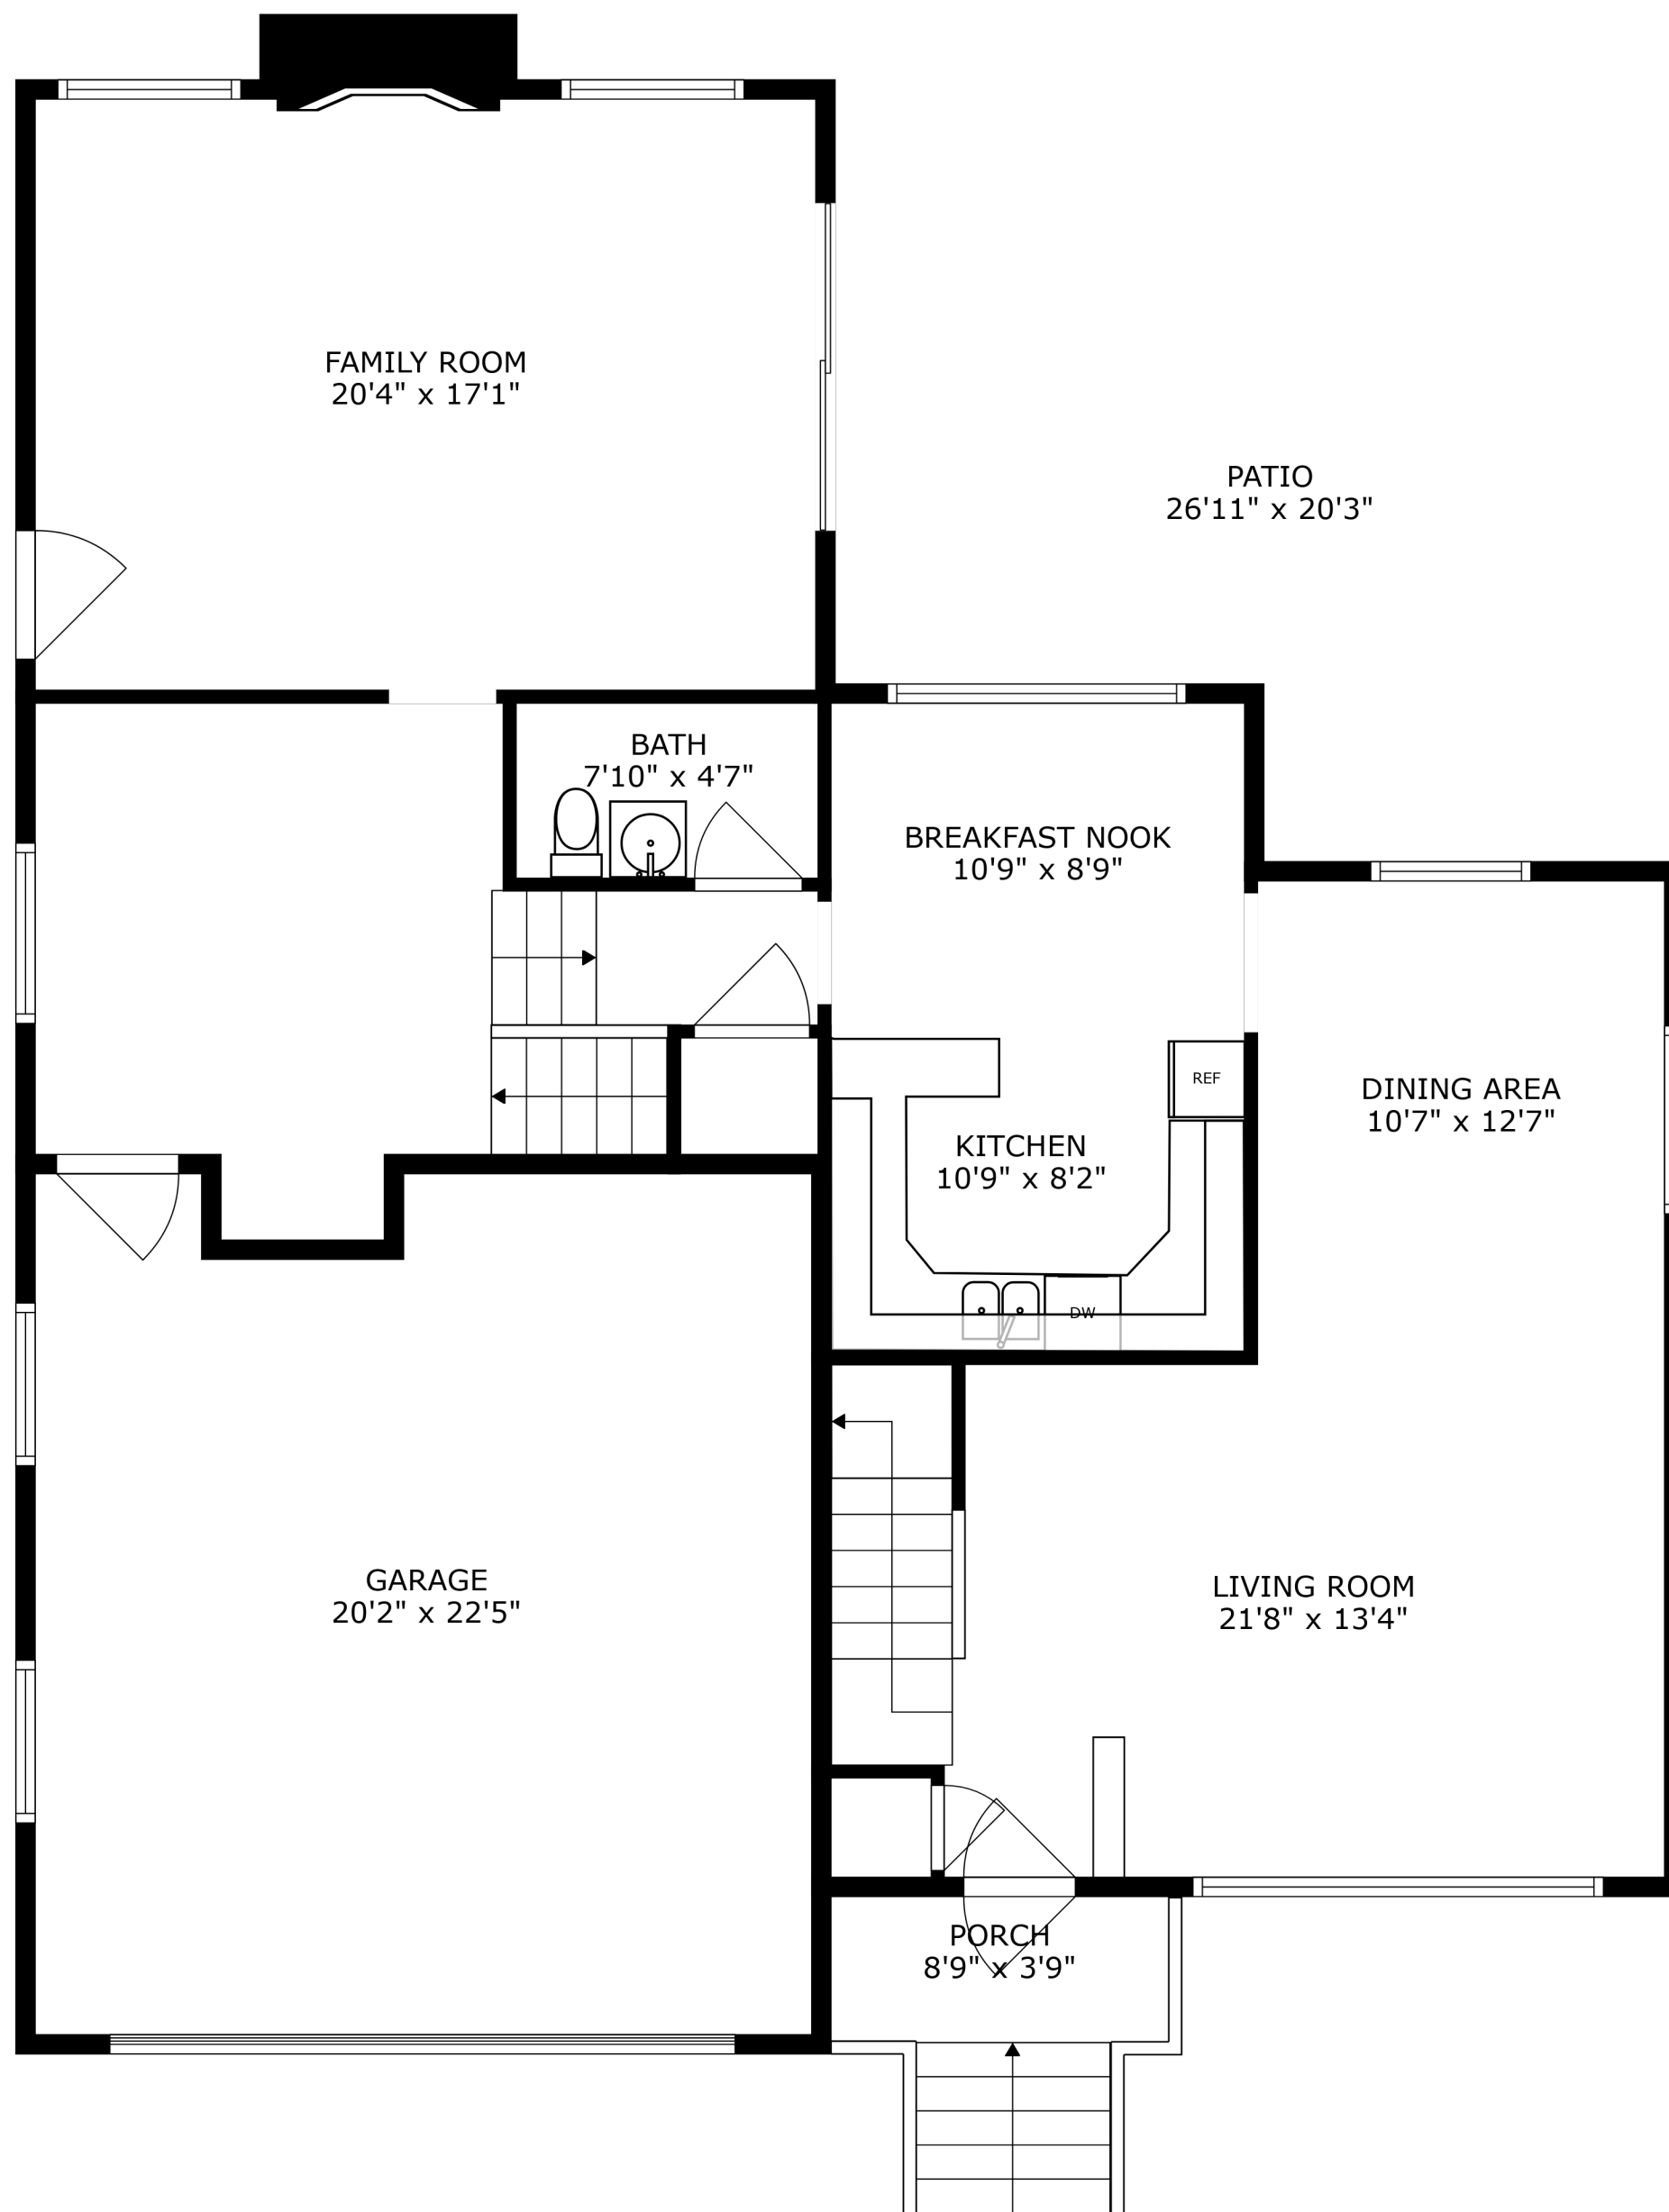 FAMILY ROOM
20'4" x 17'1"
PATIO
26'11" x 20'3"
BATH
7'10" x 4'7"
BREAKFAST NOOK
10'9" x 8'9"
REF
DINING AREA
10'7" x 12'7"
KITCHEN
10'9" x 8'2"
DW
GARAGE
20'2" x 22'5"
LIVING ROOM
21'8" x 13'4"
PORCH
8'9" x 3'9"